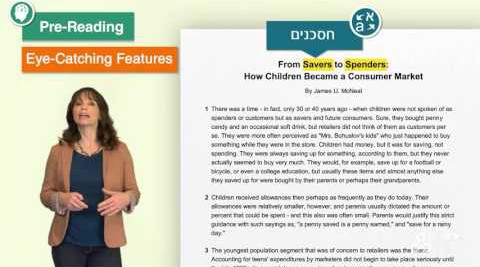 Pre-Reading
Eye-Catching Features
חסכנים
From Savers to Spenders:
How Children Became a Consumer Market
By James U. McNeal
1 There was a time - in fact, only 30 or 40 years ago - when children were not spoken of as
spenders or customers but as savers and future consumers. Sure, they bought penny
candy and an occasional soft drink, but retailers did not think of them as customers per
se. They were more often perceived as "Mrs. Bohuslov's kids" who just happened to buy
something while they were in the store. Children had money, but it was for saving, not
spending. They were always saving up for something, according to them, but they never
actually seemed to buy very much. They would, for example, save up for a football or
bicycle, or even a college education, but usually these items and almost anything else
they saved up for were bought by their parents or perhaps their grandparents.
2 Children received allowances then perhaps as frequently as they do today. Their
allowances were relatively smaller, however, and parents usually dictated the amount or
percent that could be spent - and this also was often small. Parents would justify this strict
guidance with such sayings as, "a penny saved is a penny earned," and "save for a rainy
day."
3 The youngest population segment that was of concern to retailers was the
Accounting for teens' expenditures by marketers did not begin to take place seriously until